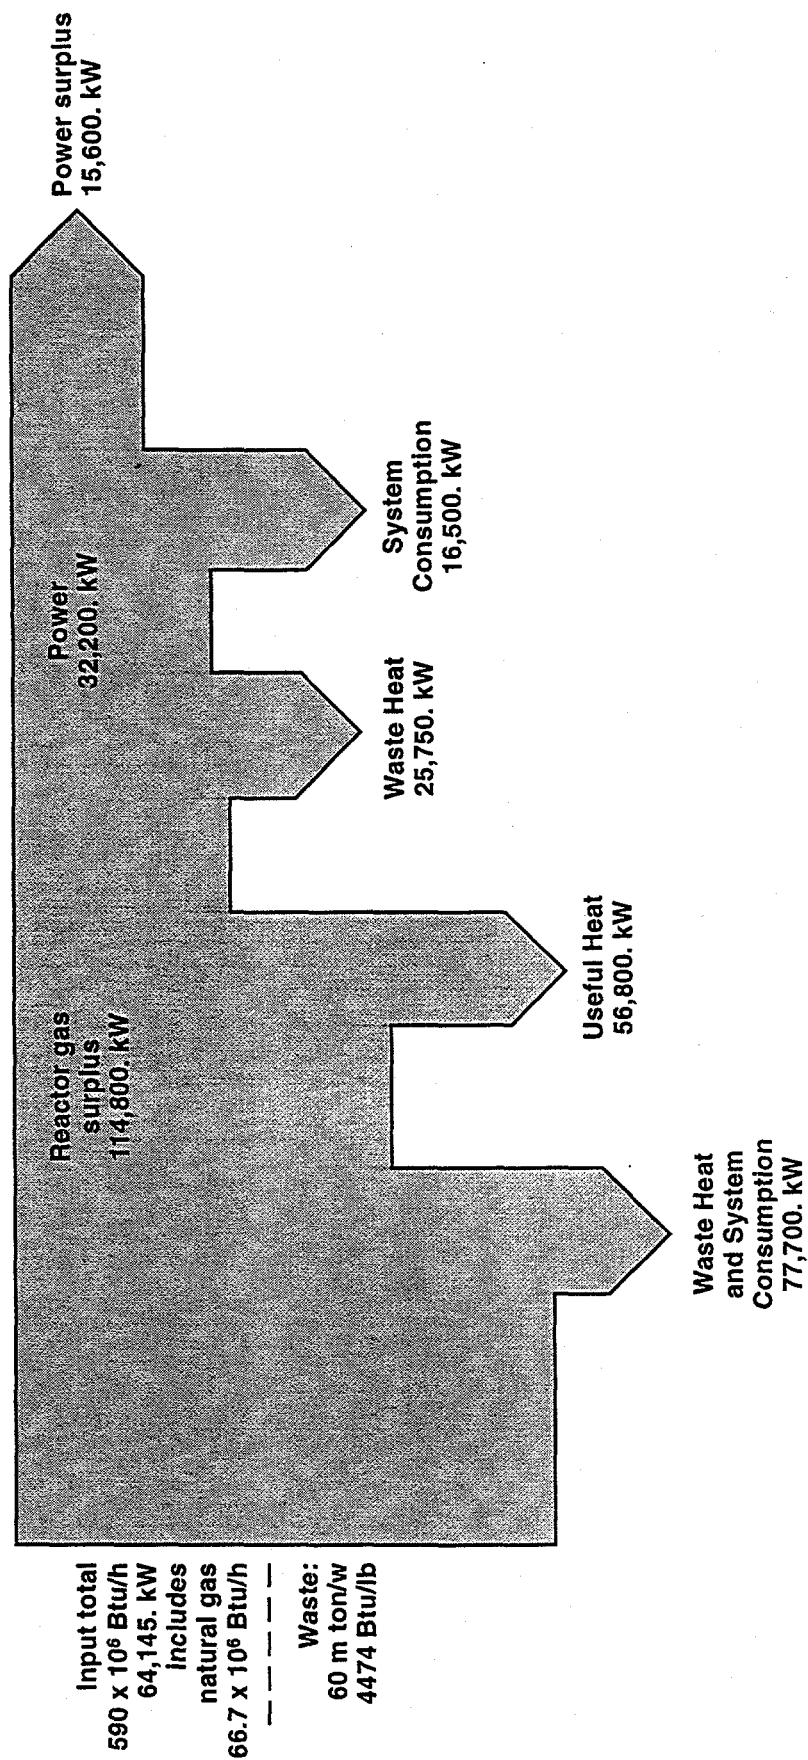 Input total
590 x 10⁶ Btu/h
64,145. kW
includes
natural gas
66.7 x 10⁶ Btu/h
Waste:
60 m ton/w
4474 Btu/lb
Reactor gas
surplus
114,800. kW
Power
32,200. kW
Power surplus
15,600. kW
Waste Heat
and System
Consumption
77,700. kW
Useful Heat
56,800. kW
Waste Heat
25,750. kW
System
Consumption
16,500. kW